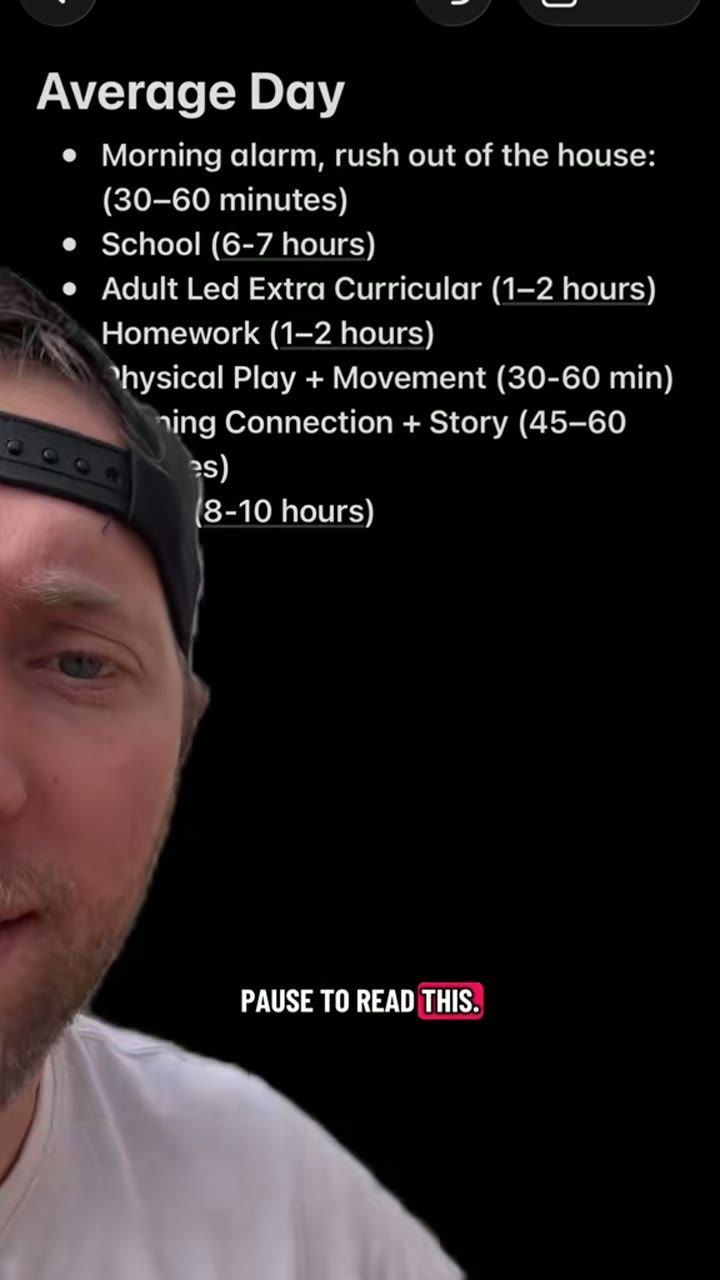 Average Day
• Morning alarm, rush out of the house:
(30–60 minutes)
• School (6-7 hours)
• Adult Led Extra Curricular (1–2 hours)
Homework (1–2 hours)
Physical Play + Movement (30-60 min)
Connection + Story (45–60
(8-10 hours)
PAUSE TO READ THIS.